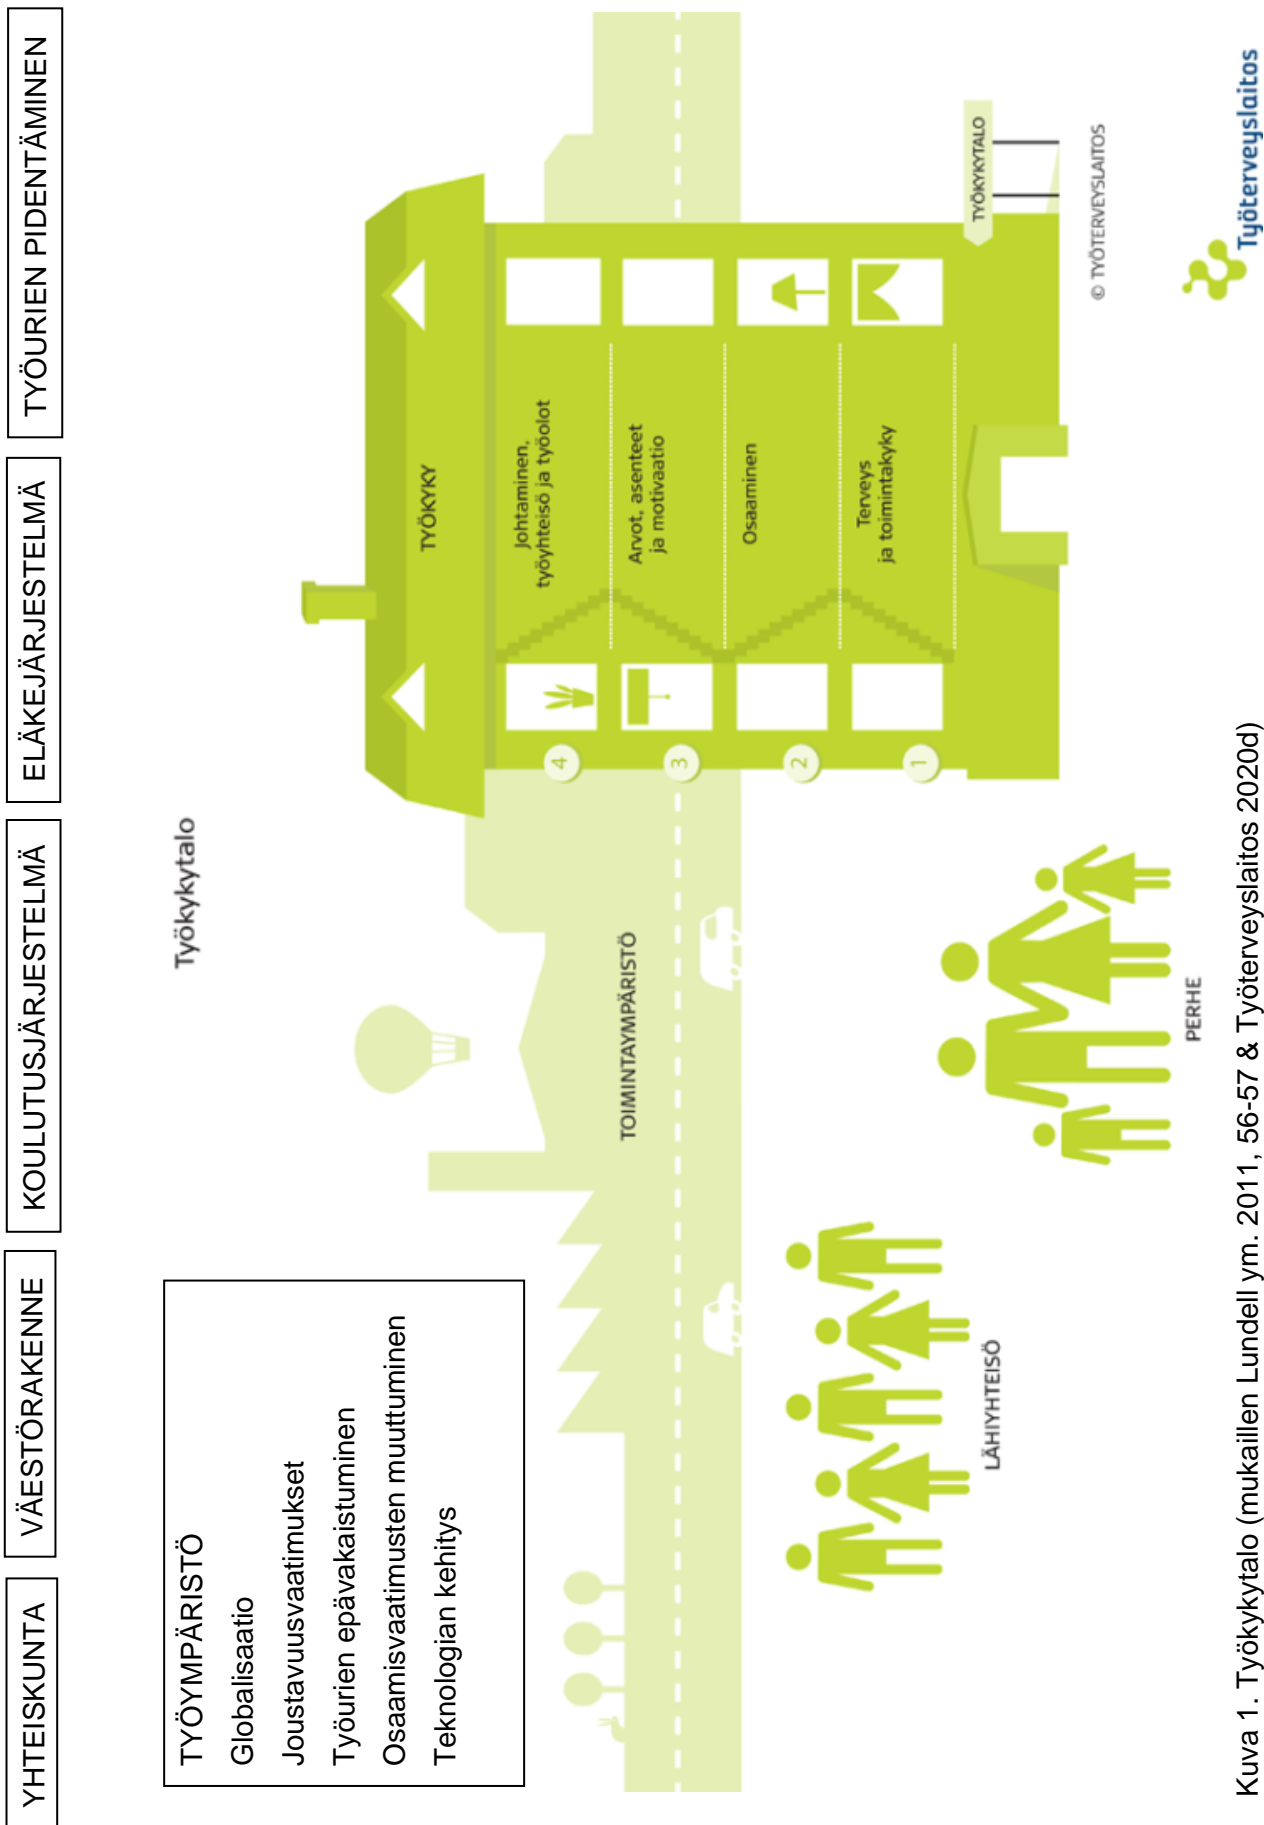 YHTEISKUNTA
VÄESTÖRAKENNE
KOULUTUSJÄRJESTELMÄ
ELÄKEJÄRJESTELMÄ
TYÖURIEN PIDENTÄMINEN
Työkykytalo
TYÖYMPÄRISTÖ
Globalisaatio
Joustavuusvaatimukset
Työurien epävakaistuminen
Osaamisvaatimusten muuttuminen
Teknologian kehitys
TOIMINTAYMPÄRISTÖ
TYÖKYKY
4
Johtaminen,
työyhteisö ja työolot
3
Arvot, asenteet
ja motivaatio
2
Osaaminen
1
Terveys
ja toimintakyky
TYÖKYKYTALO
LÄHIYHTEISÖ
PERHE
© TYÖTERVEYSLAITOS
Työterveyslaitos
Kuva 1. Työkykytalo (mukaillen Lundell ym. 2011, 56-57 & Työterveyslaitos 2020d)